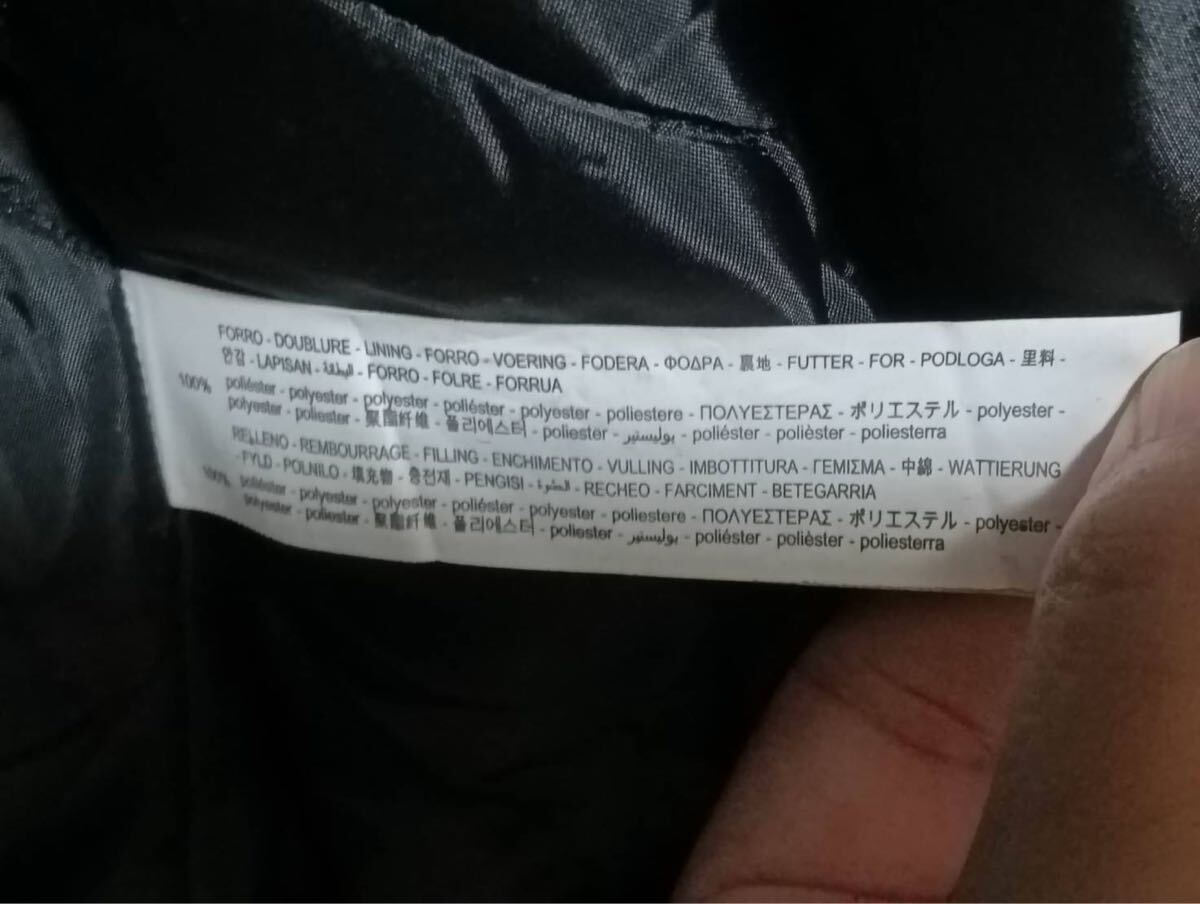 FORRO - DOUBLURE - LINING - FORRO - VOERING - FODERA - ΦΟΔΡΑ - 裏地 - FUTTER - FOR - PODLOGA - 里料 -
안감 - LAPISAN - البطانة - FORRO - FOLRE - FORRUA
100% poliéster - polyester - polyester - poliéster - polyester - poliestere - ΠΟΛΥΕΣΤΕΡΑΣ - ポリエステル - polyester -
polyester - poliester - 聚酯纤维 - 폴리에스터 - poliester - بوليستير - poliéster - polièster - poliesterra
RELLENO - REMBOURRAGE - FILLING - ENCHIMENTO - VULLING - IMBOTTITURA - ΓΕΜΙΣΜΑ - 中綿 - WATTIERUNG
- FYLD - POLNILO - 填充物 - 충전재 - PENGISI - الحشوة - RECHEO - FARCIMENT - BETEGARRIA
100% poliéster - polyester - polyester - poliéster - polyester - poliestere - ΠΟΛΥΕΣΤΕΡΑΣ - ポリエステル - polyester -
polyester - poliester - 聚酯纤维 - 폴리에스터 - poliester - بوليستير - poliéster - polièster - poliesterra